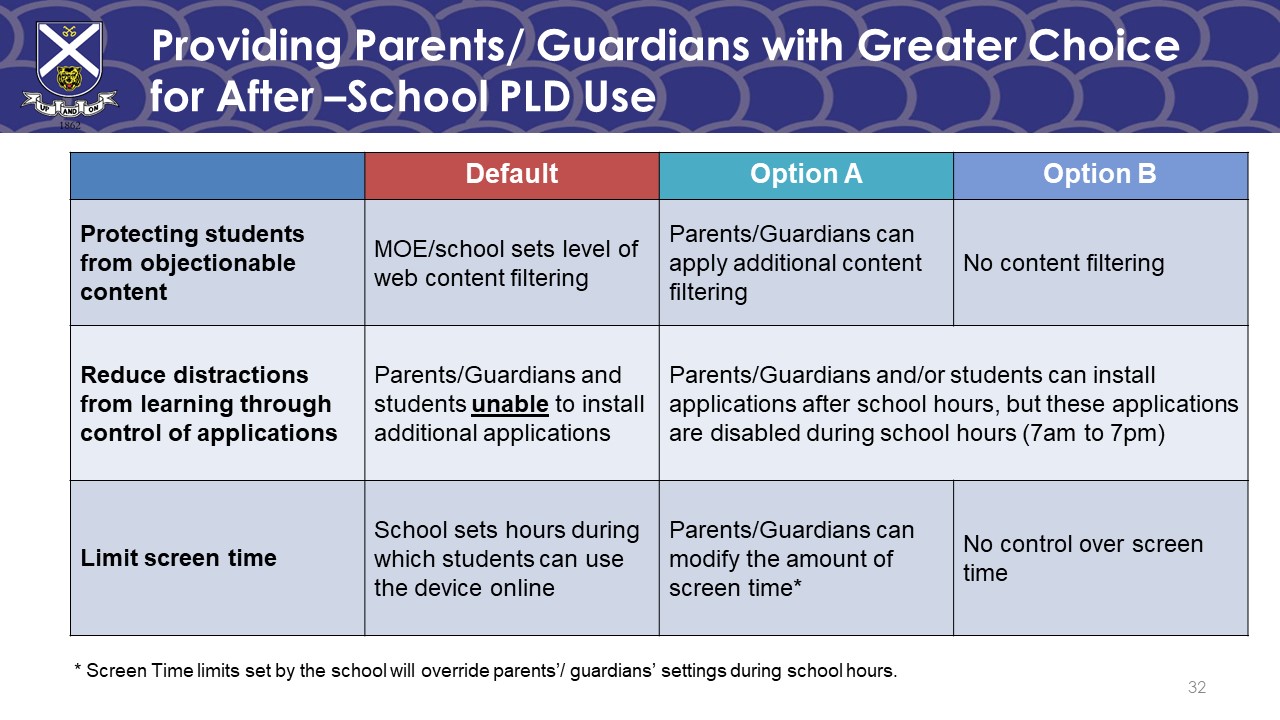 Providing Parents/ Guardians with Greater Choice
for After –School PLD Use
UP AND ON
1862
Default
Option A
Option B
Protecting students
from objectionable
content
MOE/school sets level of
web content filtering
Parents/Guardians can
apply additional content
filtering
No content filtering
Reduce distractions
from learning through
control of applications
Parents/Guardians and
students unable to install
additional applications
Parents/Guardians and/or students can install
applications after school hours, but these applications
are disabled during school hours (7am to 7pm)
Limit screen time
School sets hours during
which students can use
the device online
Parents/Guardians can
modify the amount of
screen time*
No control over screen
time
* Screen Time limits set by the school will override parents’/ guardians’ settings during school hours.
32